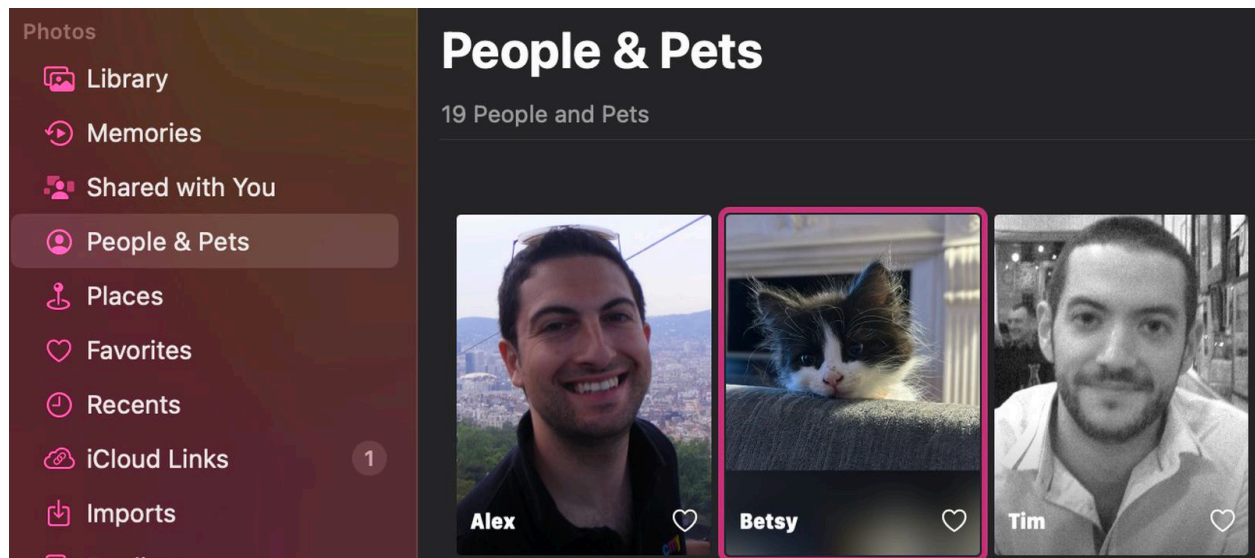 Photos
Library
Memories
Shared with You
People & Pets
Places
Favorites
Recents
iCloud Links 1
Imports
People & Pets
19 People and Pets
Alex
Betsy
Tim